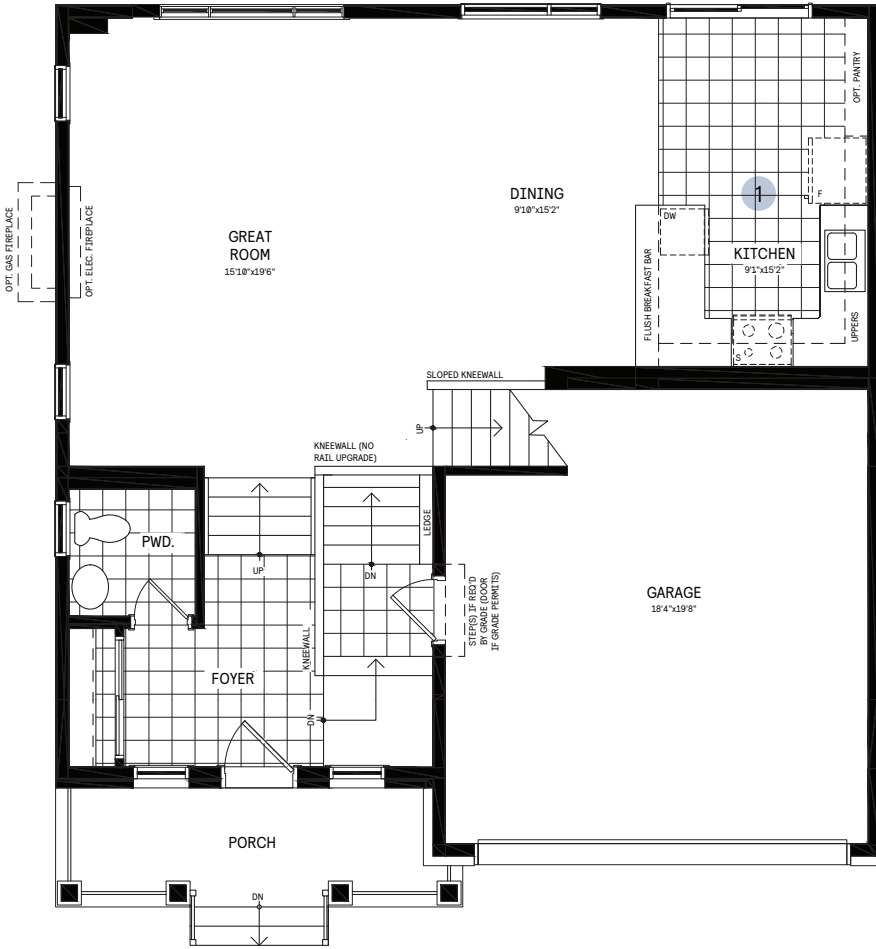 OPT. PANTRY
1
F
DINING
9'10"x15'2"
DW
GREAT
ROOM
15'10"x19'6"
OPT. GAS FIREPLACE
OPT. ELEC. FIREPLACE
KITCHEN
9'1"x15'2"
FLUSH BREAKFAST BAR
UPPERS
S
SLOPED KNEEWALL
UP
KNEEWALL (NO
RAIL UPGRADE)
LEDGE
PWD.
UP
DN
STEP(S) IF REQ'D
BY GRADE (DOOR
IF GRADE PERMITS)
GARAGE
18'4"x19'8"
KNEEWALL
FOYER
DN
PORCH
DN